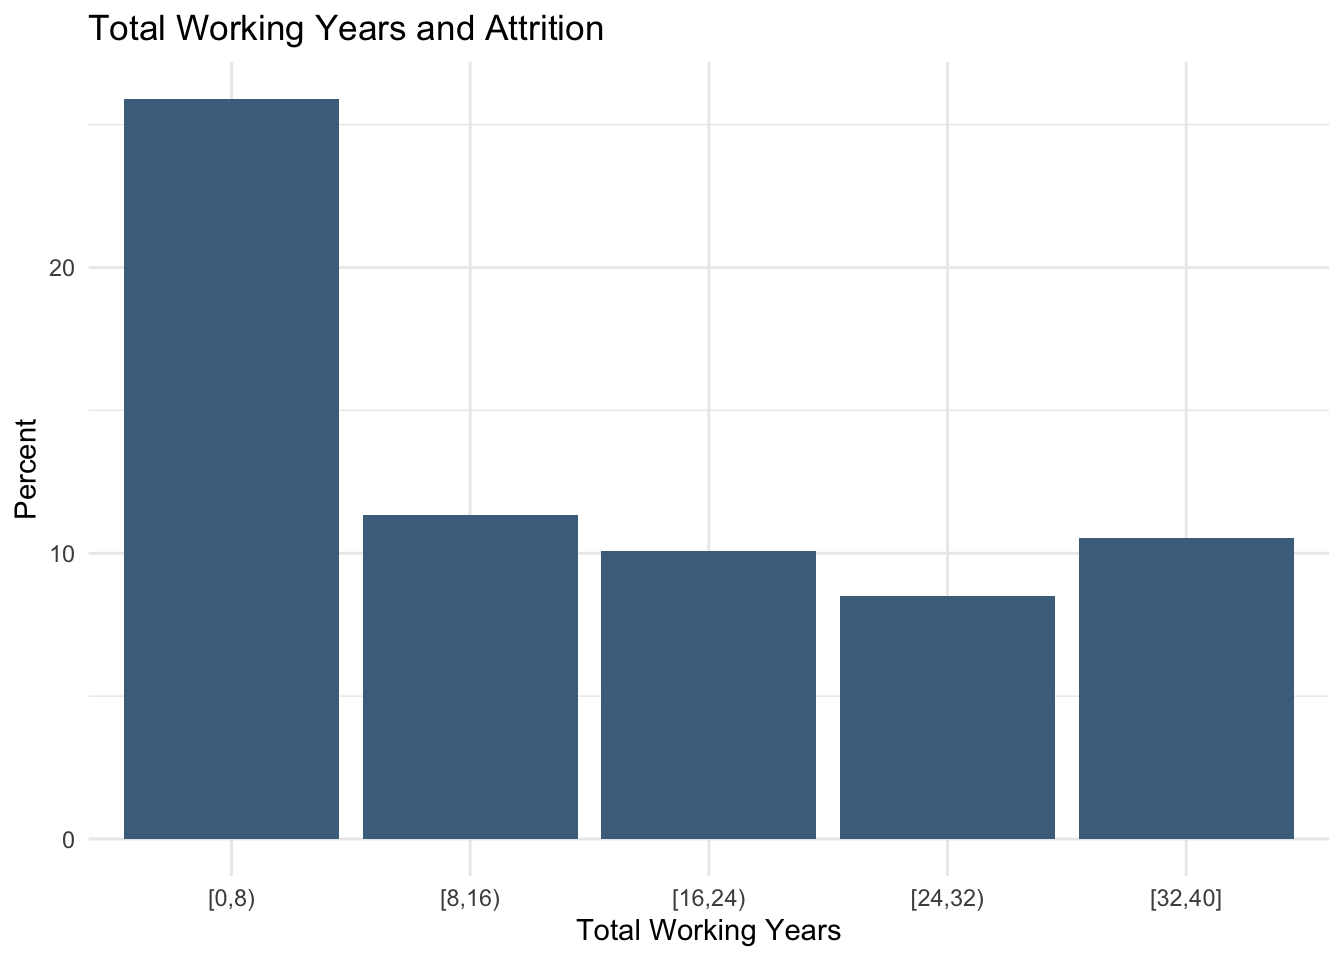 Total Working Years and Attrition
Percent
20
10
0
[0,8)
[8,16)
[16,24)
[24,32)
[32,40]
Total Working Years